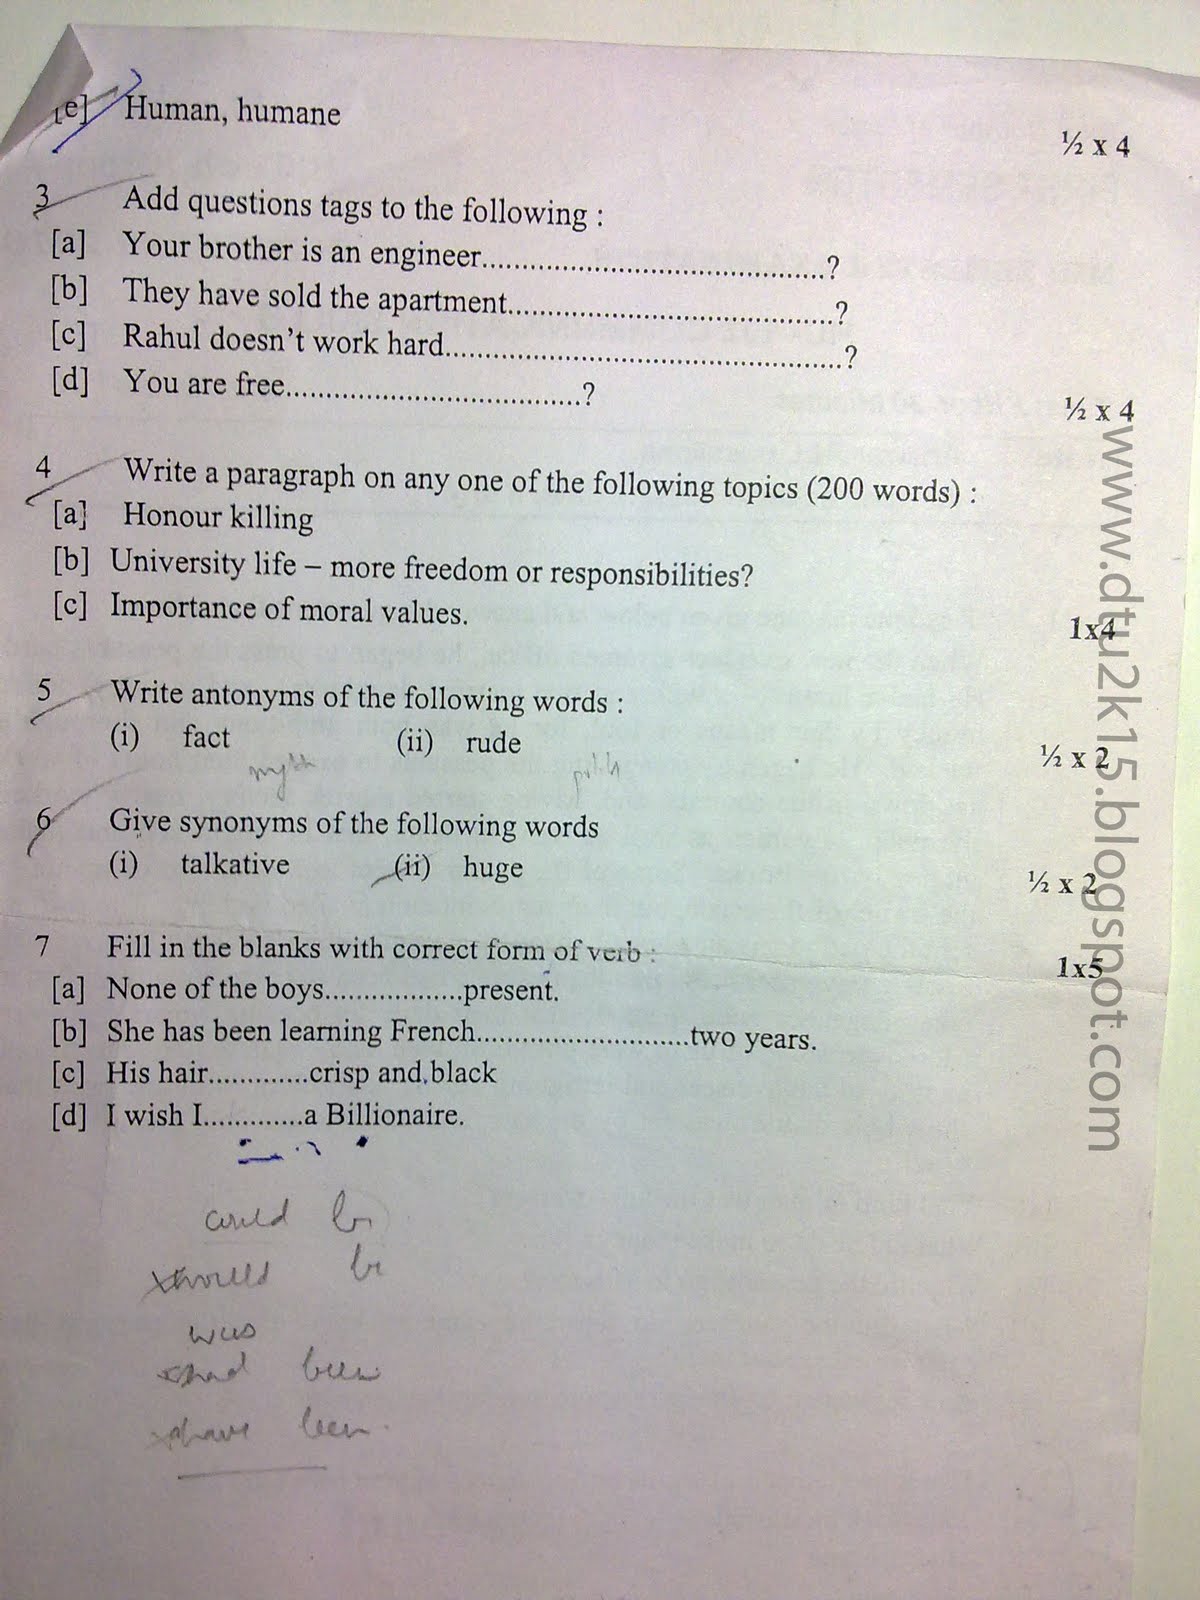 [e] Human, humane
½ x 4
3 Add questions tags to the following :
[a] Your brother is an engineer..........................................?
[b] They have sold the apartment........................................?
[c] Rahul doesn't work hard.................................................?
[d] You are free....................................?
½ x 4
4 Write a paragraph on any one of the following topics (200 words) :
[a] Honour killing
[b] University life – more freedom or responsibilities?
[c] Importance of moral values.
1x4
5 Write antonyms of the following words :
(i) fact (ii) rude
myth
½ x 2
6 Give synonyms of the following words
(i) talkative (ii) huge
½ x 2
7 Fill in the blanks with correct form of verb :
1x5
[a] None of the boys..................present.
[b] She has been learning French............................two years.
[c] His hair.............crisp and black
[d] I wish I.............a Billionaire.
could be
would be
was
had been
have been
www.dtu2k15.blogspot.com